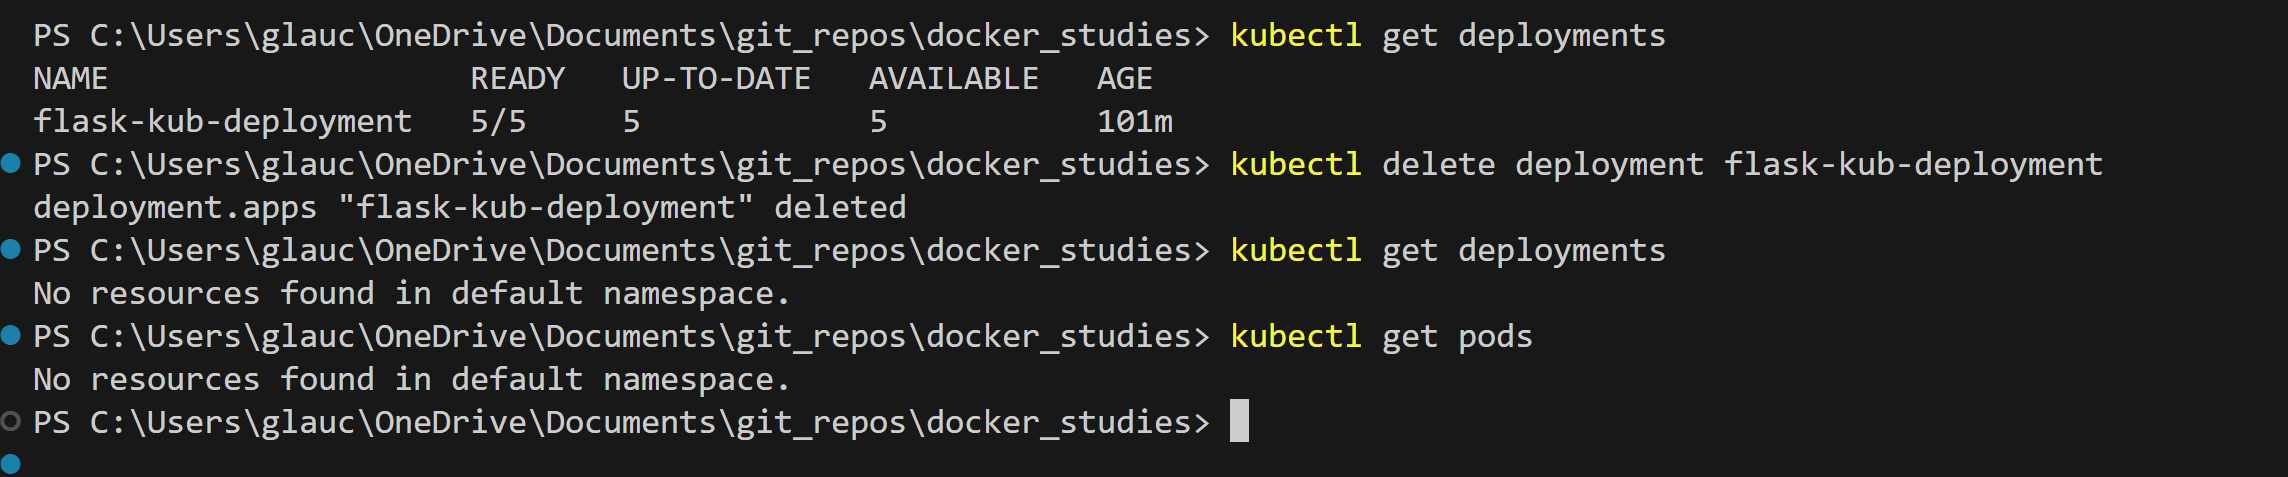 PS C:\Users\glauc\OneDrive\Documents\git_repos\docker_studies> kubectl get deployments
NAME                   READY   UP-TO-DATE   AVAILABLE   AGE
flask-kub-deployment   5/5     5            5           101m
PS C:\Users\glauc\OneDrive\Documents\git_repos\docker_studies> kubectl delete deployment flask-kub-deployment
deployment.apps "flask-kub-deployment" deleted
PS C:\Users\glauc\OneDrive\Documents\git_repos\docker_studies> kubectl get deployments
No resources found in default namespace.
PS C:\Users\glauc\OneDrive\Documents\git_repos\docker_studies> kubectl get pods
No resources found in default namespace.
PS C:\Users\glauc\OneDrive\Documents\git_repos\docker_studies>